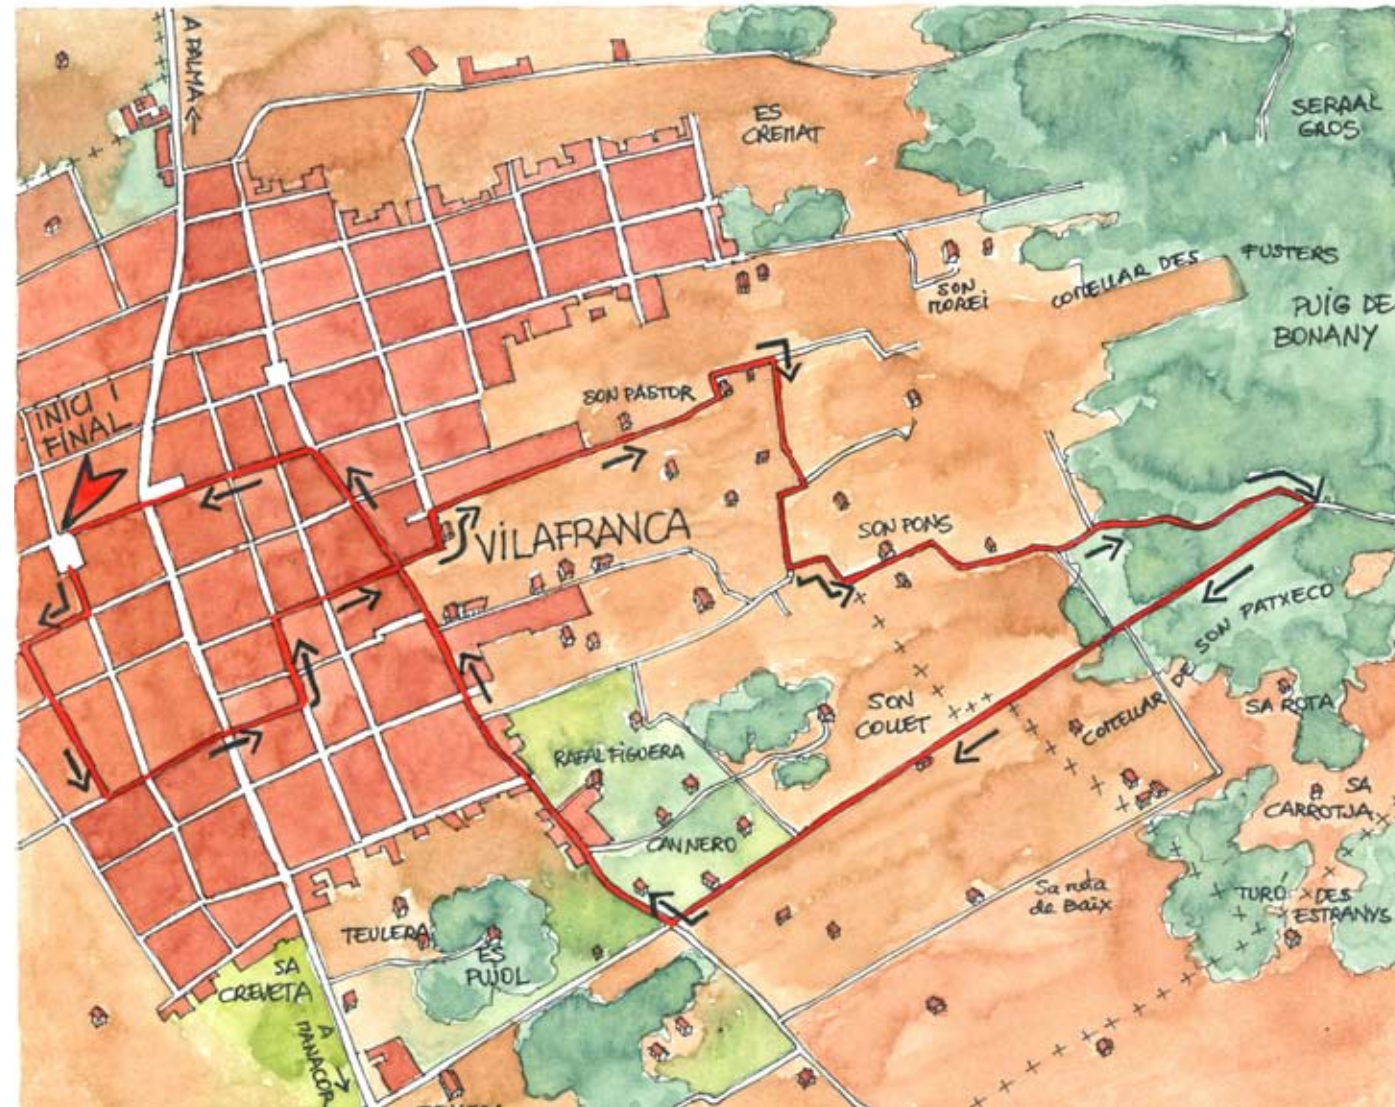 A PALMA
ES
CREMAT
SERRAL
GROS
SON
MOREI
COMELLAR DES FUSTERS
PUIG DE
BONANY
INICI I
FINAL
SON PASTOR
VILAFRANCA
SON PONS
COMELLAR DE SON PATXECO
SA ROTA
SON
COLLET
RAFAL FIGUERA
CAN NERO
SA
CARROTJA
Sa rota
de Baix
TURÓ DES
ESTRANYS
TEULERA
ES
PUJOL
SA
CREVETA
A
MANACOR